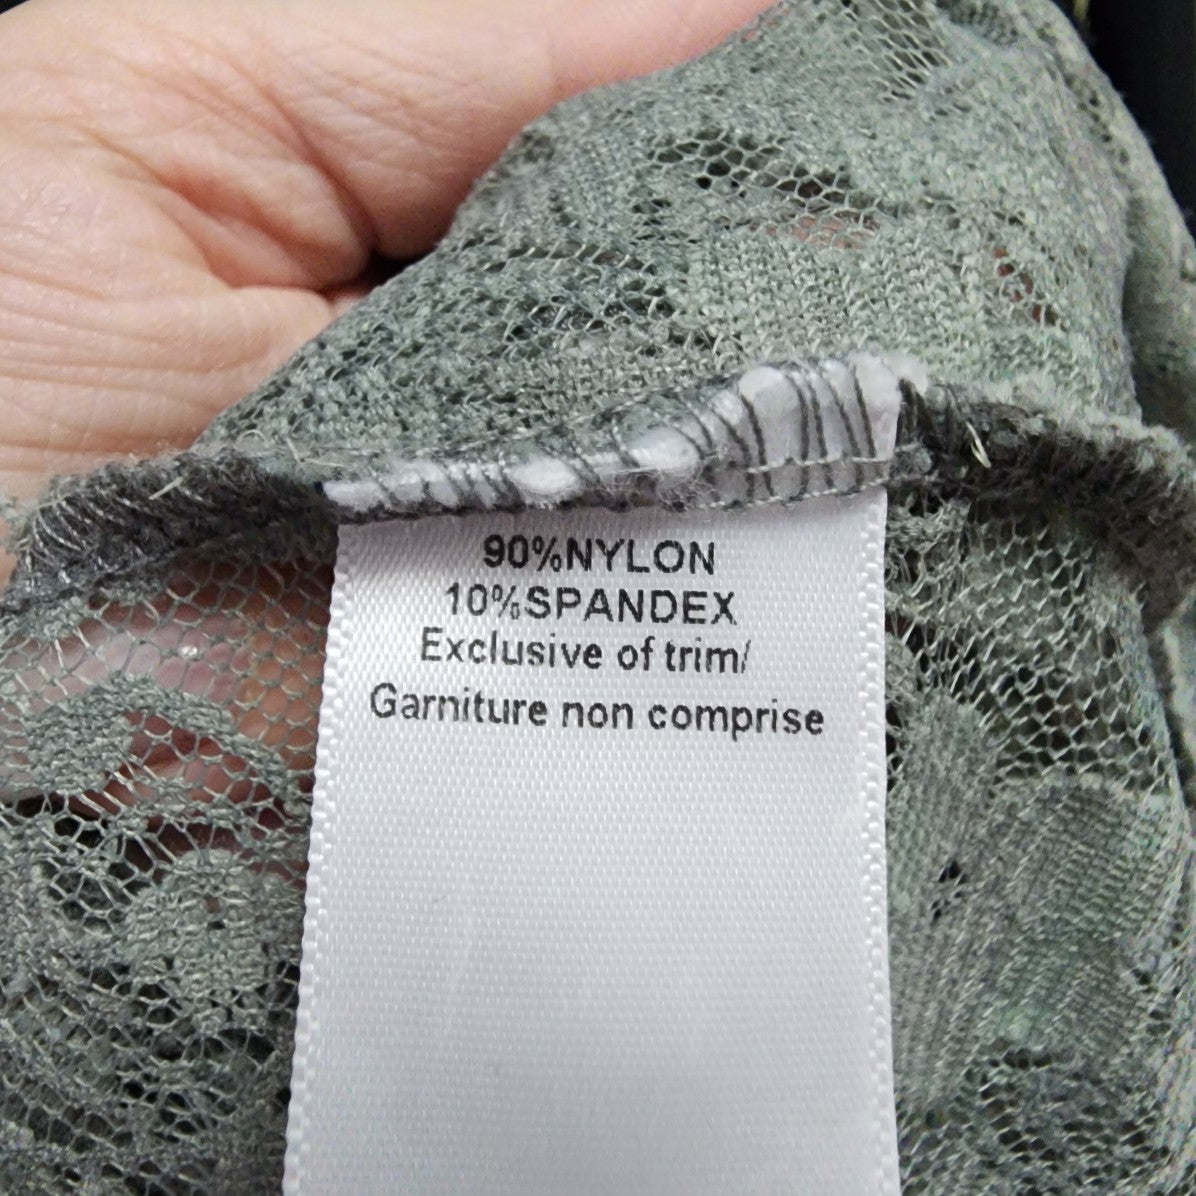 90%NYLON
10%SPANDEX
Exclusive of trim/
Garniture non comprise